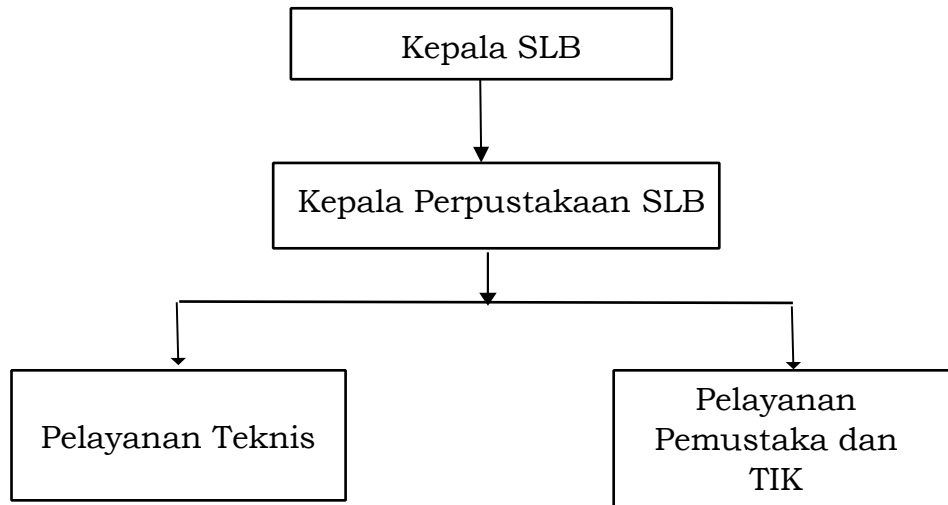 Kepala SLB
Kepala Perpustakaan SLB
Pelayanan Teknis
Pelayanan
Pemustaka dan
TIK